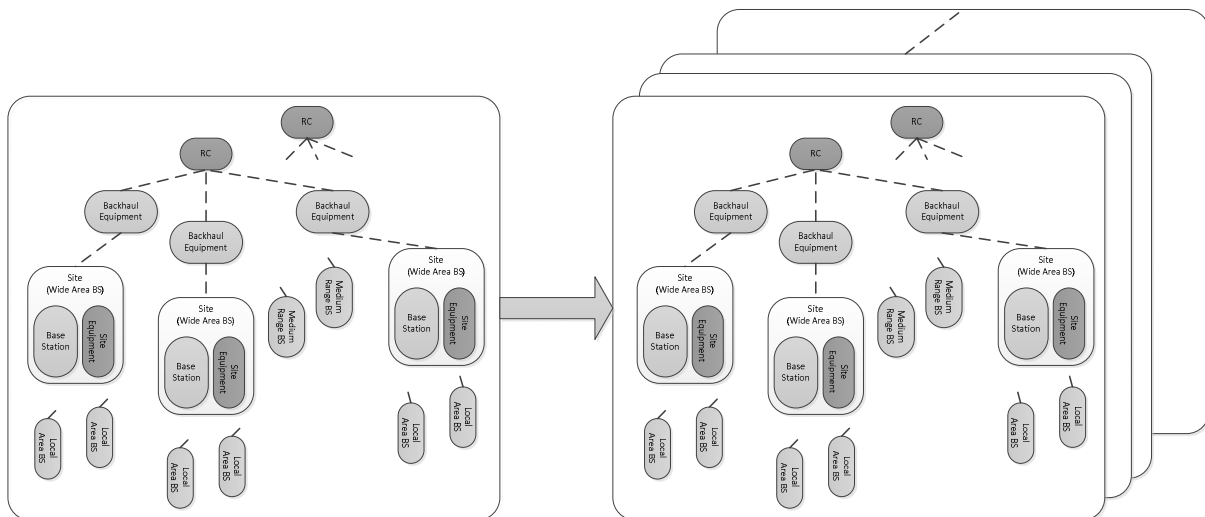 RC
RC
Backhaul
Equipment
Backhaul
Equipment
Backhaul
Equipment
Site
(Wide Area BS)
Base
Station
Site
Equipment
Site
(Wide Area BS)
Base
Station
Site
Equipment
Medium
Range BS
Medium
Range BS
Site
(Wide Area BS)
Base
Station
Site
Equipment
Local
Area BS
Local
Area BS
Local
Area BS
Local
Area BS
Local
Area BS
Local
Area BS
RC
RC
Backhaul
Equipment
Backhaul
Equipment
Backhaul
Equipment
Site
(Wide Area BS)
Base
Station
Site
Equipment
Site
(Wide Area BS)
Base
Station
Site
Equipment
Medium
Range BS
Medium
Range BS
Site
(Wide Area BS)
Base
Station
Site
Equipment
Local
Area BS
Local
Area BS
Local
Area BS
Local
Area BS
Local
Area BS
Local
Area BS